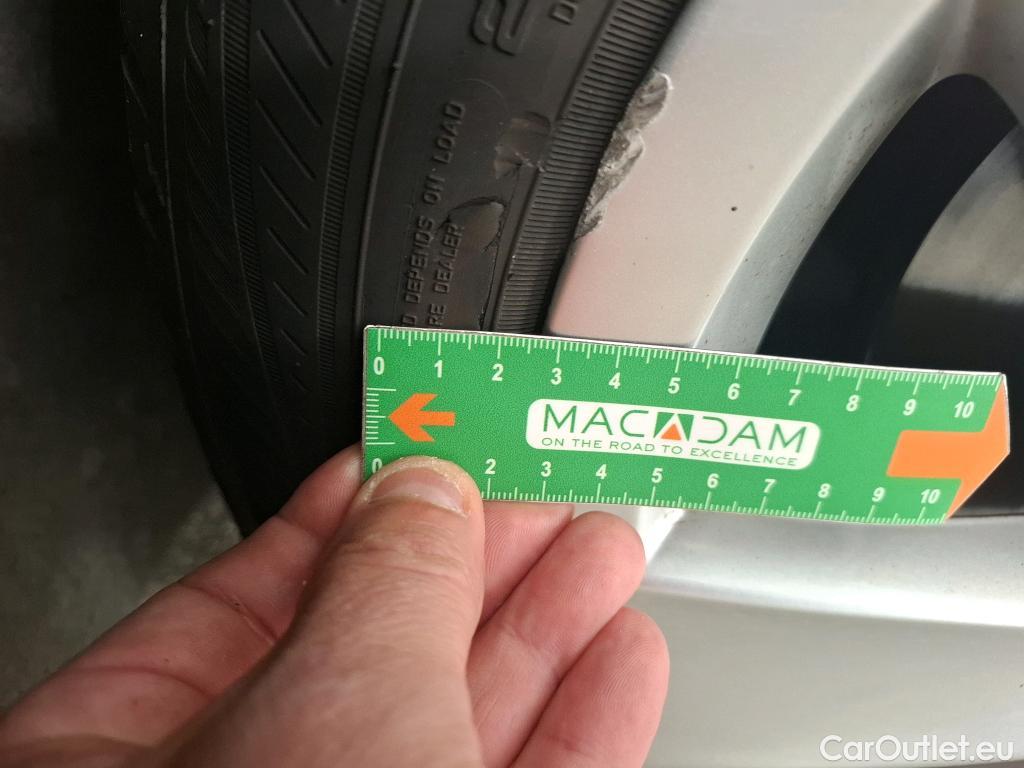 2
D DEPENDS ON LOAD
RE DEALER
0 1 2 3 4 5 6 7 8 9 10
MACADAM
ON THE ROAD TO EXCELLENCE
0 2 3 4 5 6 7 8 9 10
CarOutlet.eu